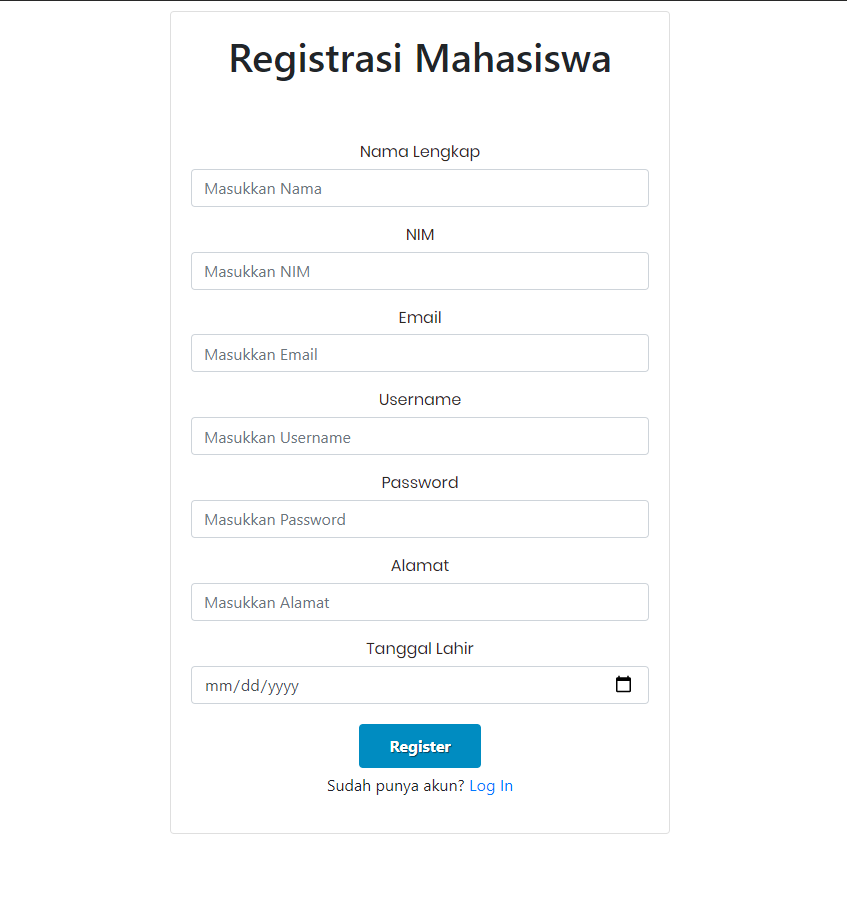 Registrasi Mahasiswa
Nama Lengkap
Masukkan Nama
NIM
Masukkan NIM
Email
Masukkan Email
Username
Masukkan Username
Password
Masukkan Password
Alamat
Masukkan Alamat
Tanggal Lahir
mm/dd/yyyy
Register
Sudah punya akun? Log In